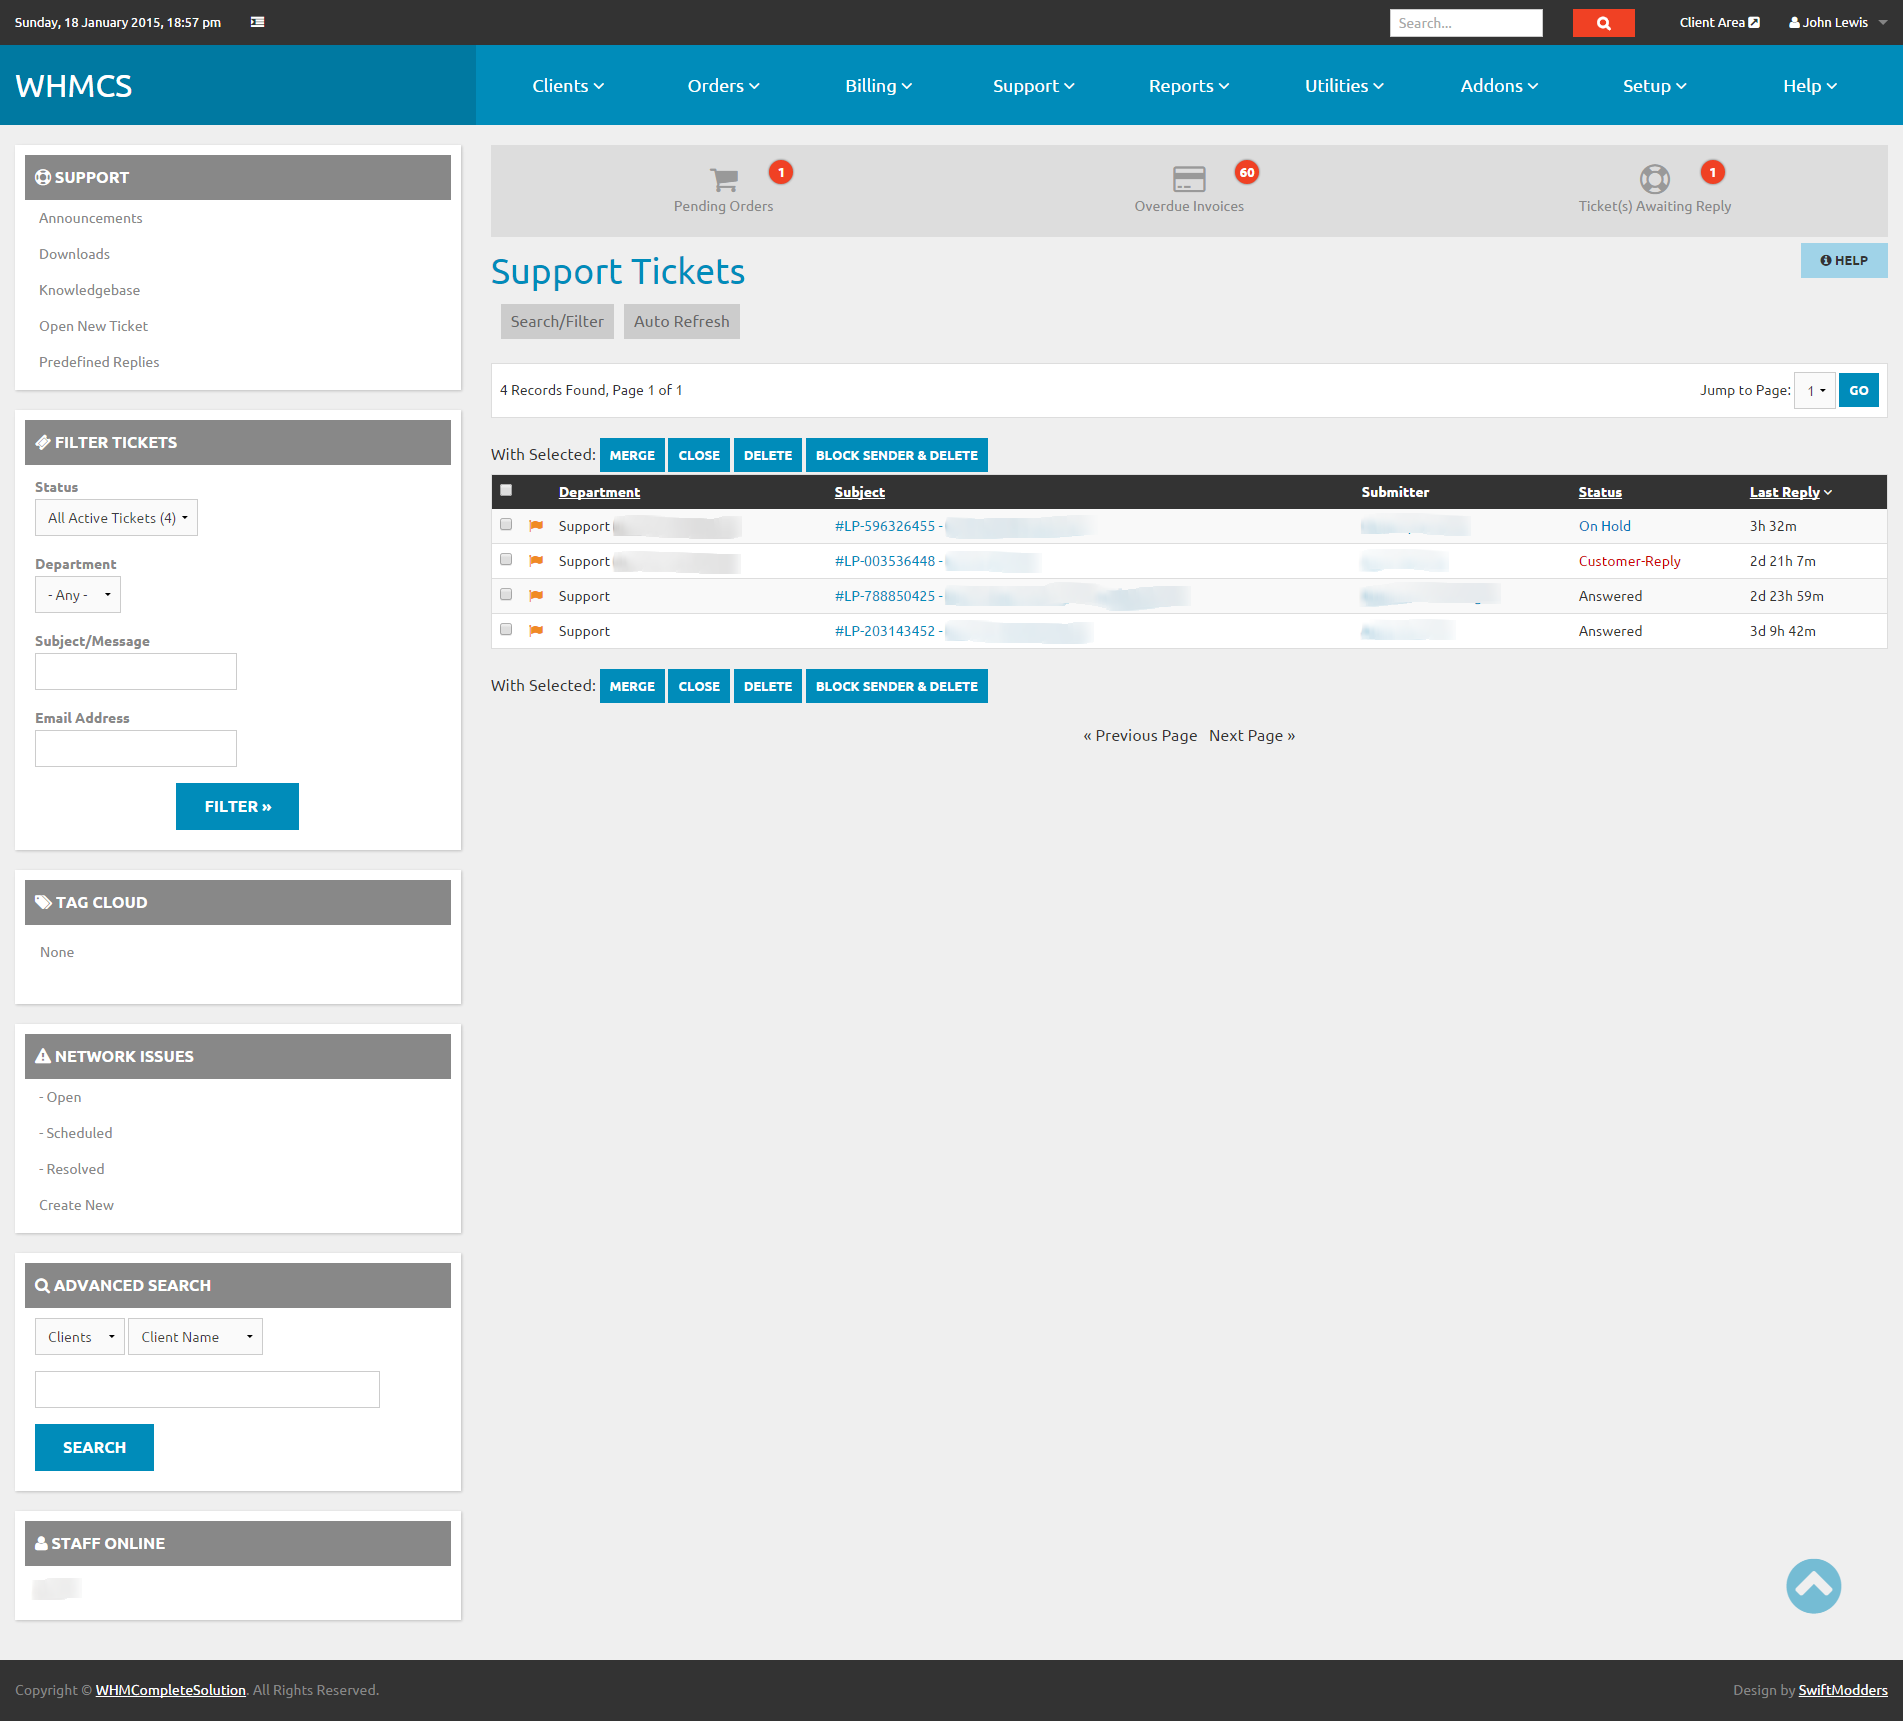 Sunday, 18 January 2015, 18:57 pm
Search...
Client Area
John Lewis
WHMCS
Clients
Orders
Billing
Support
Reports
Utilities
Addons
Setup
Help
SUPPORT
Announcements
Downloads
Knowledgebase
Open New Ticket
Predefined Replies
FILTER TICKETS
Status
All Active Tickets (4)
Department
- Any -
Subject/Message
Email Address
FILTER »
TAG CLOUD
None
NETWORK ISSUES
- Open
- Scheduled
- Resolved
Create New
ADVANCED SEARCH
Clients
Client Name
SEARCH
STAFF ONLINE
1
Pending Orders
60
Overdue Invoices
1
Ticket(s) Awaiting Reply
Support Tickets
HELP
Search/Filter
Auto Refresh
4 Records Found, Page 1 of 1
Jump to Page: 1 GO
With Selected: MERGE CLOSE DELETE BLOCK SENDER & DELETE
Department Subject Submitter Status Last Reply
Support #LP-596326455 - On Hold 3h 32m
Support #LP-003536448 - Customer-Reply 2d 21h 7m
Support #LP-788850425 - Answered 2d 23h 59m
Support #LP-203143452 - Answered 3d 9h 42m
With Selected: MERGE CLOSE DELETE BLOCK SENDER & DELETE
« Previous Page Next Page »
Copyright © WHMCompleteSolution. All Rights Reserved.
Design by SwiftModders